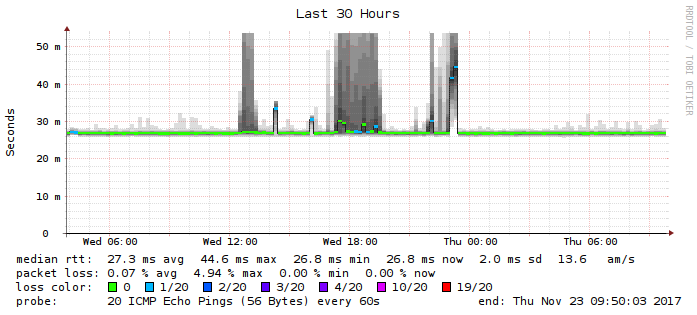 Last 30 Hours
RRDTOOL / TOBI OETIKER
Seconds
50 m
40 m
30 m
20 m
10 m
0
Wed 06:00 Wed 12:00 Wed 18:00 Thu 00:00 Thu 06:00
median rtt: 27.3 ms avg 44.6 ms max 26.8 ms min 26.8 ms now 2.0 ms sd 13.6 am/s
packet loss: 0.07 % avg 4.94 % max 0.00 % min 0.00 % now
loss color: 0 1/20 2/20 3/20 4/20 10/20 19/20
probe: 20 ICMP Echo Pings (56 Bytes) every 60s end: Thu Nov 23 09:50:03 2017